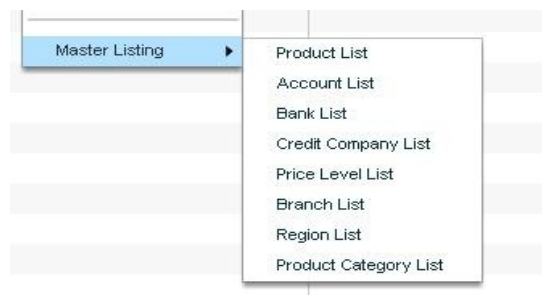 Master Listing
Product List
Account List
Bank List
Credit Company List
Price Level List
Branch List
Region List
Product Category List